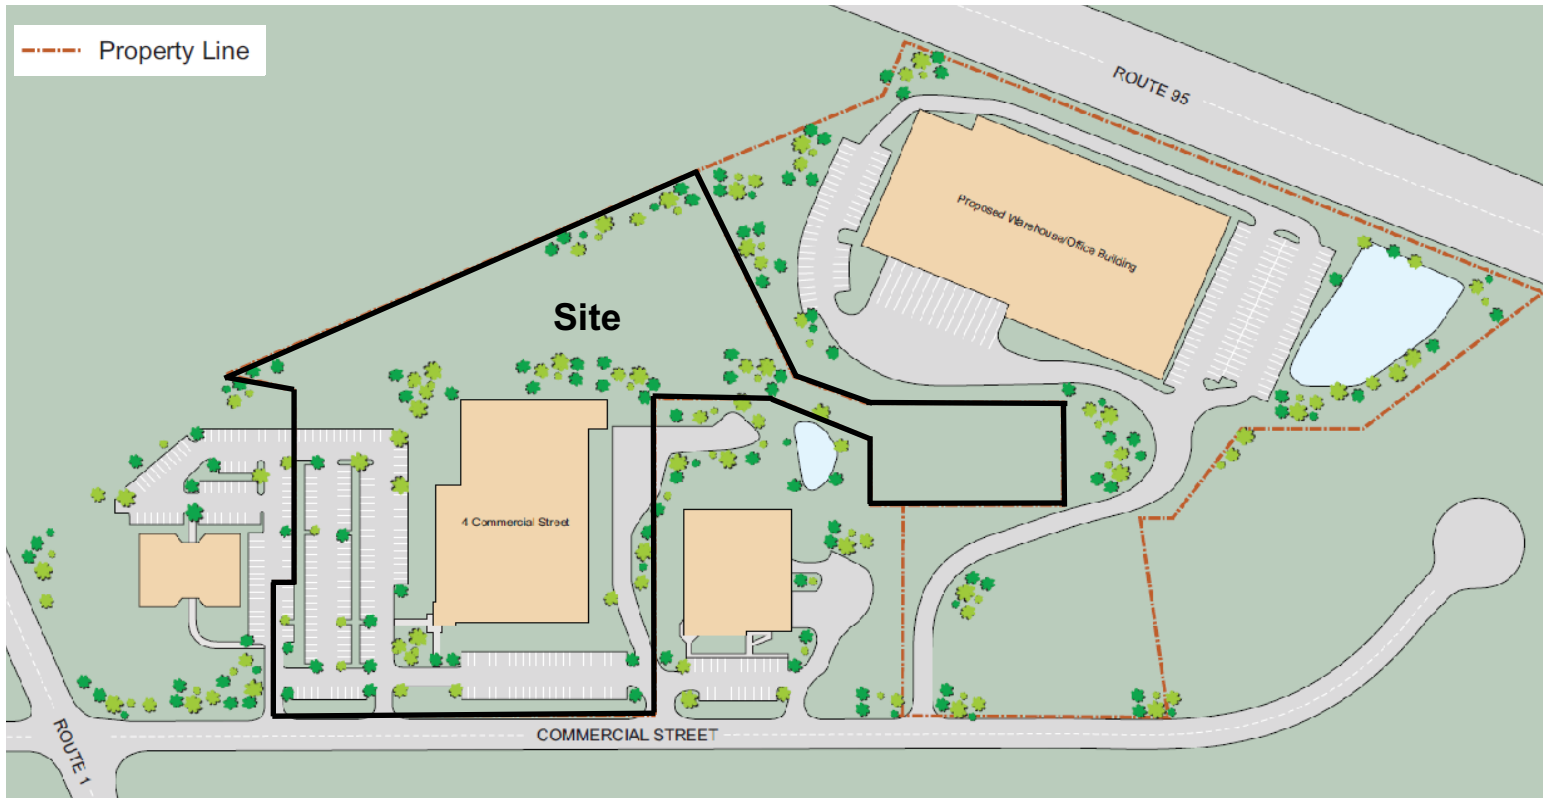 Property Line
ROUTE 95
Proposed Warehouse/Office Building
Site
4 Commercial Street
COMMERCIAL STREET
ROUTE 1